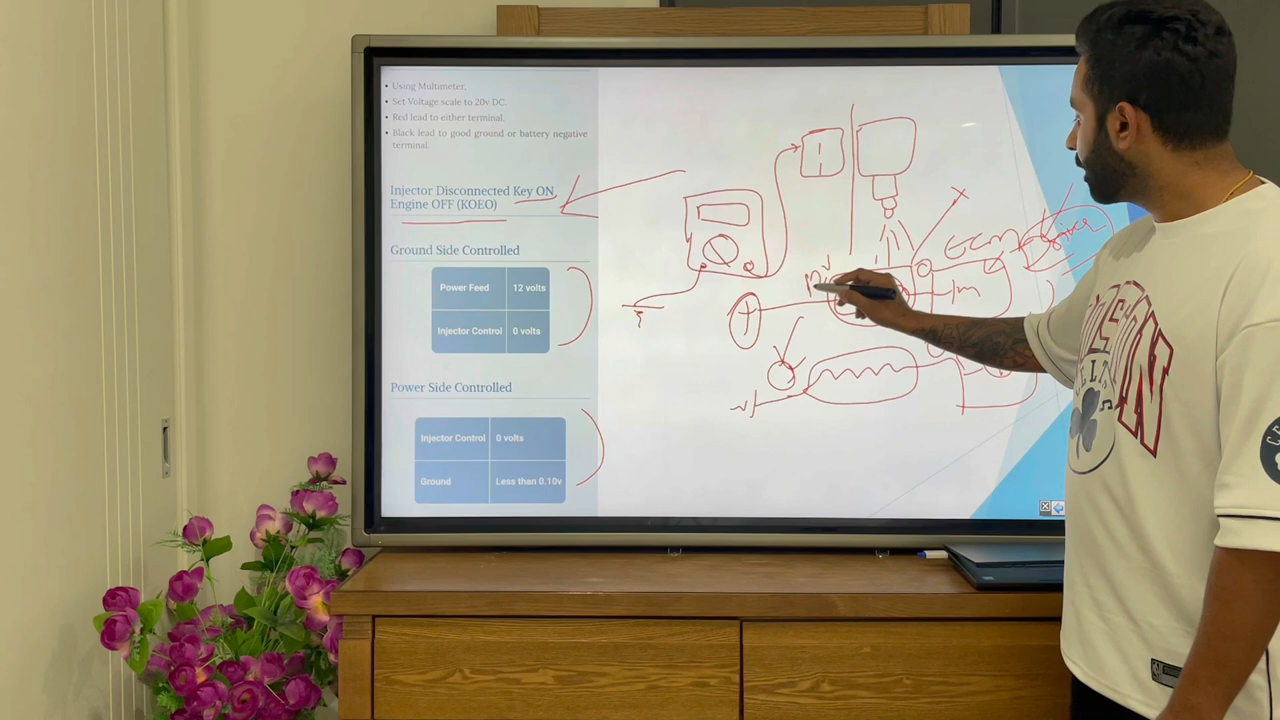 • Using Multimeter,
• Set Voltage scale to 20v DC.
• Red lead to either terminal.
• Black lead to good ground or battery negative
terminal.
Injector Disconnected Key ON,
Engine OFF (KOEO)
Ground Side Controlled
Power Feed 12 volts
Injector Control 0 volts
Power Side Controlled
Injector Control 0 volts
Ground Less than 0.10v